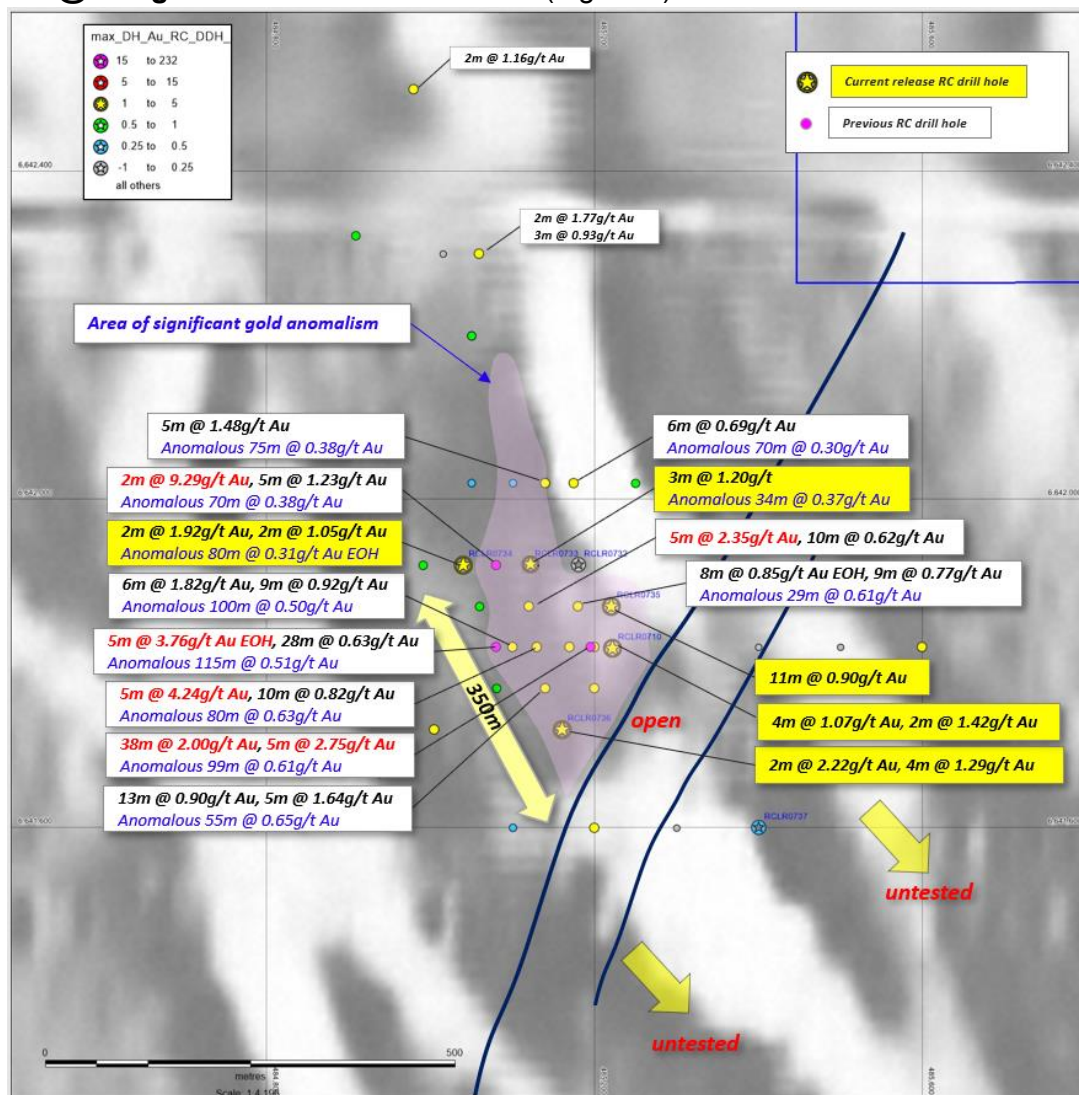 max_DH_Au_RC_DDH_
15 to 232
5 to 15
1 to 5
0.5 to 1
0.25 to 0.5
-1 to 0.25
all others
Current release RC drill hole
Previous RC drill hole
2m @ 1.16g/t Au
6,642,400
6,642,400
2m @ 1.77g/t Au
3m @ 0.93g/t Au
Area of significant gold anomalism
5m @ 1.48g/t Au
Anomalous 75m @ 0.38g/t Au
6m @ 0.69g/t Au
Anomalous 70m @ 0.30g/t Au
2m @ 9.29g/t Au, 5m @ 1.23g/t Au
Anomalous 70m @ 0.38g/t Au
3m @ 1.20g/t
Anomalous 34m @ 0.37g/t Au
6,642,000
6,642,000
2m @ 1.92g/t Au, 2m @ 1.05g/t Au
Anomalous 80m @ 0.31g/t Au EOH
5m @ 2.35g/t Au, 10m @ 0.62g/t Au
RCLR0734
RCLR0733
RCLR0732
6m @ 1.82g/t Au, 9m @ 0.92g/t Au
Anomalous 100m @ 0.50g/t Au
8m @ 0.85g/t Au EOH, 9m @ 0.77g/t Au
Anomalous 29m @ 0.61g/t Au
RCLR0735
5m @ 3.76g/t Au EOH, 28m @ 0.63g/t Au
Anomalous 115m @ 0.51g/t Au
RCLR0710
350m
11m @ 0.90g/t Au
5m @ 4.24g/t Au, 10m @ 0.82g/t Au
Anomalous 80m @ 0.63g/t Au
RCLR0736
open
4m @ 1.07g/t Au, 2m @ 1.42g/t Au
38m @ 2.00g/t Au, 5m @ 2.75g/t Au
Anomalous 99m @ 0.61g/t Au
2m @ 2.22g/t Au, 4m @ 1.29g/t Au
13m @ 0.90g/t Au, 5m @ 1.64g/t Au
Anomalous 55m @ 0.65g/t Au
6,641,600
RCLR0737
untested
untested
0 500
metres
485,600